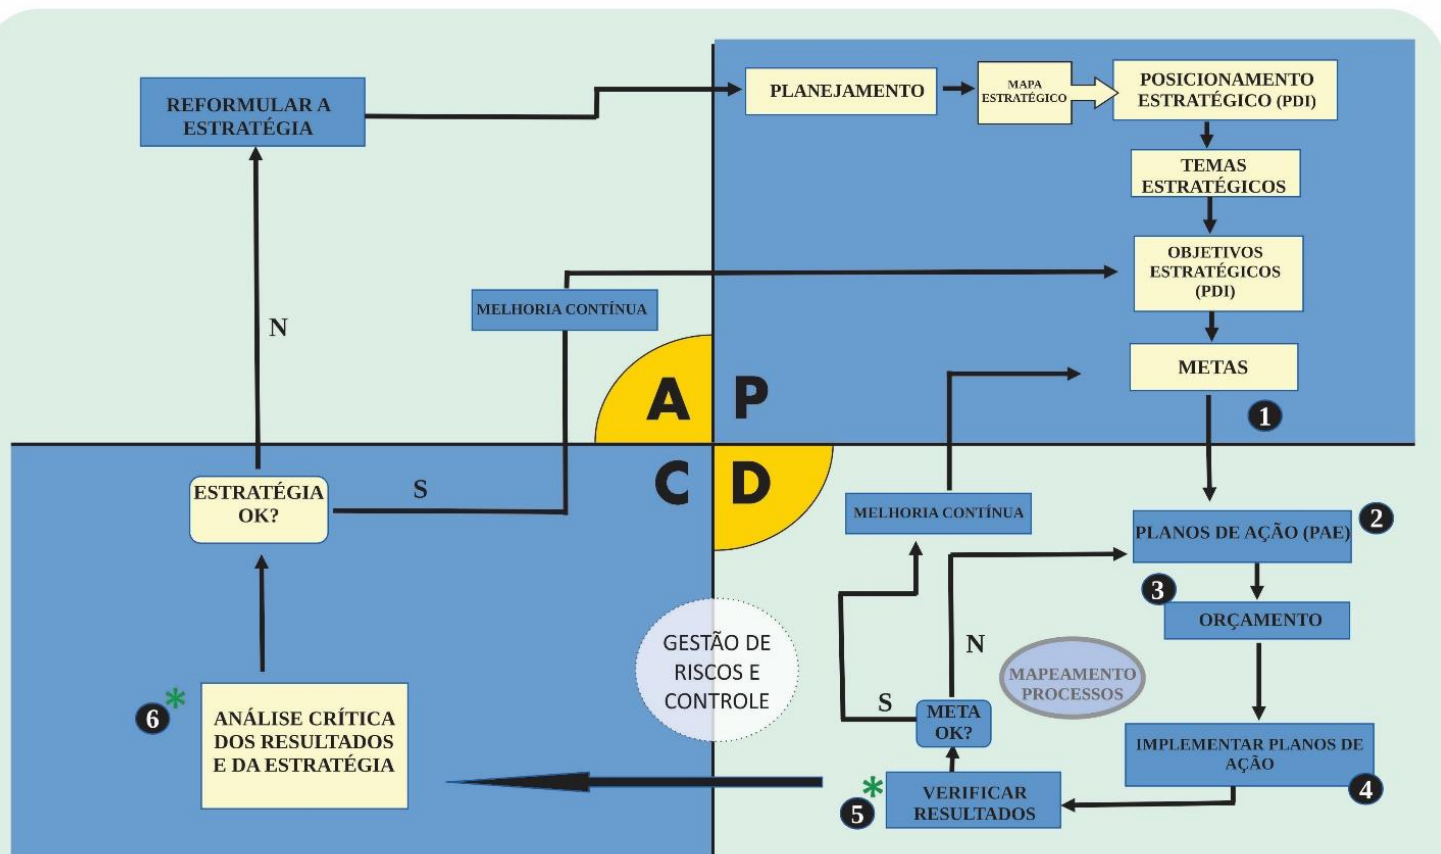 REFORMULAR A
ESTRATÉGIA
PLANEJAMENTO
MAPA
ESTRATÉGICO
POSICIONAMENTO
ESTRATÉGICO (PDI)
TEMAS
ESTRATÉGICOS
OBJETIVOS
ESTRATÉGICOS
(PDI)
METAS
1
MELHORIA CONTÍNUA
N
A
P
C
D
ESTRATÉGIA
OK?
S
MELHORIA CONTÍNUA
2
PLANOS DE AÇÃO (PAE)
3
ORÇAMENTO
GESTÃO DE
RISCOS E
CONTROLE
N
MAPEAMENTO
PROCESSOS
S
META
OK?
IMPLEMENTAR PLANOS DE
AÇÃO
4
6
*
ANÁLISE CRÍTICA
DOS RESULTADOS
E DA ESTRATÉGIA
5
*
VERIFICAR
RESULTADOS